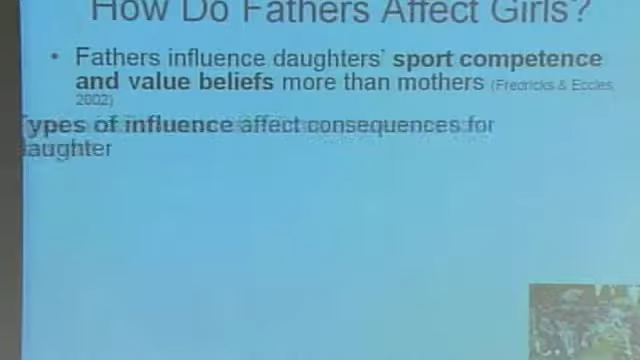 How Do Fathers Affect Girls?
• Fathers influence daughters' sport competence
and value beliefs more than mothers (Fredricks & Eccles,
2002)
Types of influence affect consequences for
daughter